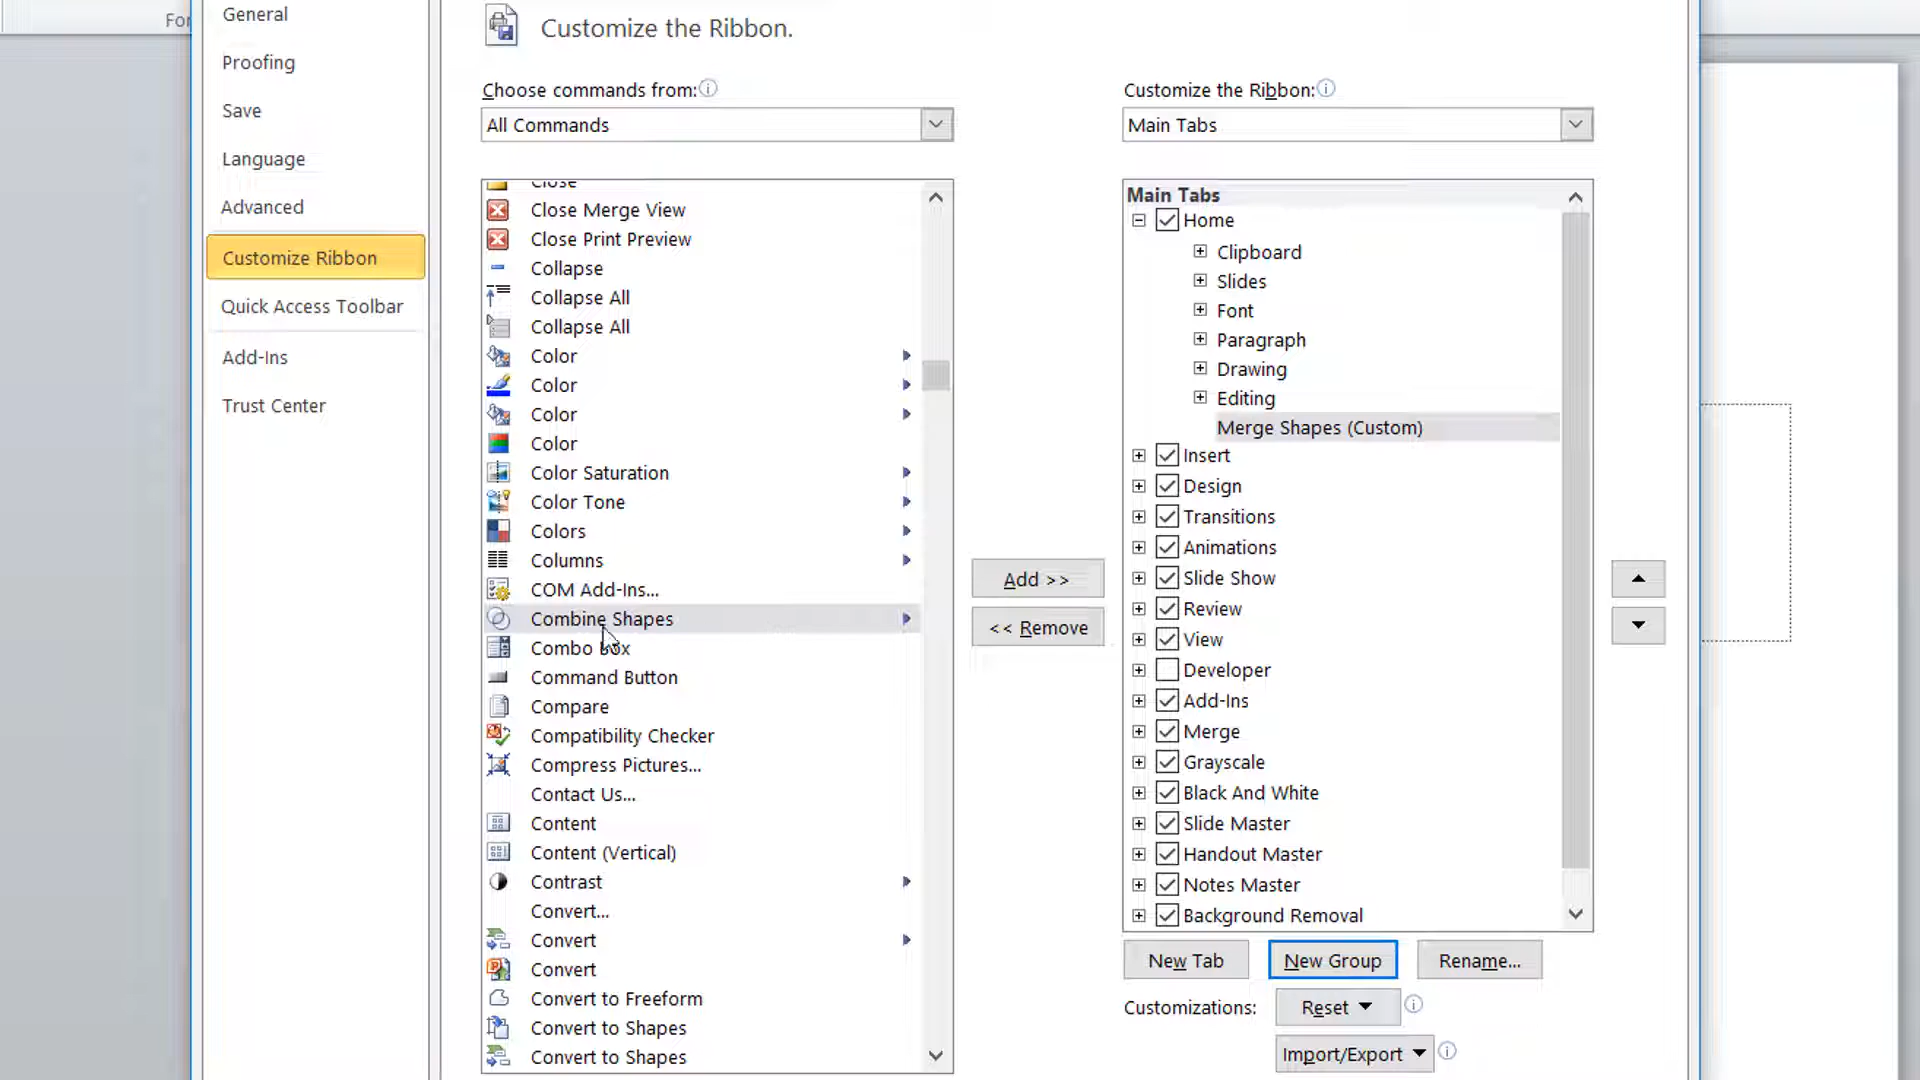 General
Proofing
Save
Language
Advanced
Customize Ribbon
Quick Access Toolbar
Add-Ins
Trust Center
Customize the Ribbon.
Choose commands from:
All Commands
Close
Close Merge View
Close Print Preview
Collapse
Collapse All
Collapse All
Color
Color
Color
Color
Color Saturation
Color Tone
Colors
Columns
COM Add-Ins...
Combine Shapes
Combo Box
Command Button
Compare
Compatibility Checker
Compress Pictures...
Contact Us...
Content
Content (Vertical)
Contrast
Convert...
Convert
Convert
Convert to Freeform
Convert to Shapes
Convert to Shapes
Add >>
<< Remove
Customize the Ribbon:
Main Tabs
Main Tabs
Home
Clipboard
Slides
Font
Paragraph
Drawing
Editing
Merge Shapes (Custom)
Insert
Design
Transitions
Animations
Slide Show
Review
View
Developer
Add-Ins
Merge
Grayscale
Black And White
Slide Master
Handout Master
Notes Master
Background Removal
New Tab
New Group
Rename...
Customizations:
Reset
Import/Export